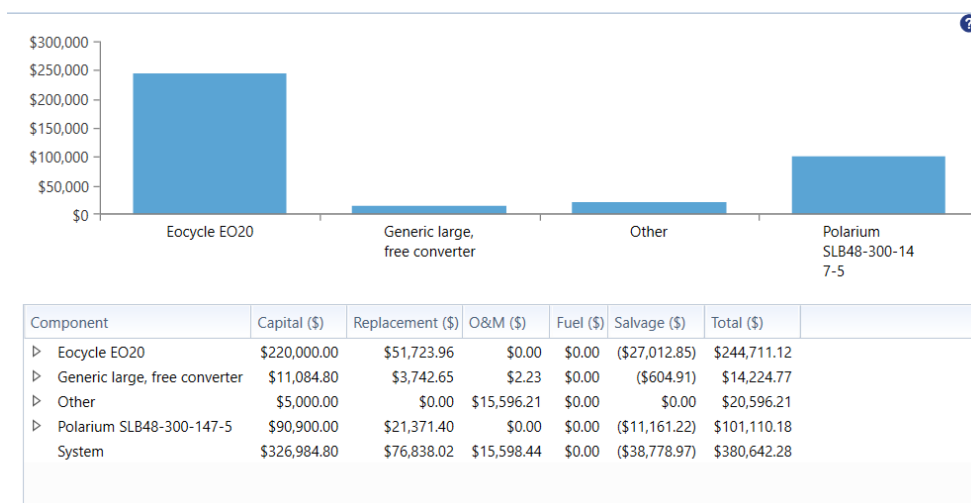 ?
$300,000
$250,000
$200,000
$150,000
$100,000
$50,000
$0
Eocycle EO20
Generic large,
free converter
Other
Polarium
SLB48-300-14
7-5
Component Capital ($) Replacement ($) O&M ($) Fuel ($) Salvage ($) Total ($)
Eocycle EO20 $220,000.00 $51,723.96 $0.00 $0.00 ($27,012.85) $244,711.12
Generic large, free converter $11,084.80 $3,742.65 $2.23 $0.00 ($604.91) $14,224.77
Other $5,000.00 $0.00 $15,596.21 $0.00 $0.00 $20,596.21
Polarium SLB48-300-147-5 $90,900.00 $21,371.40 $0.00 $0.00 ($11,161.22) $101,110.18
System $326,984.80 $76,838.02 $15,598.44 $0.00 ($38,778.97) $380,642.28